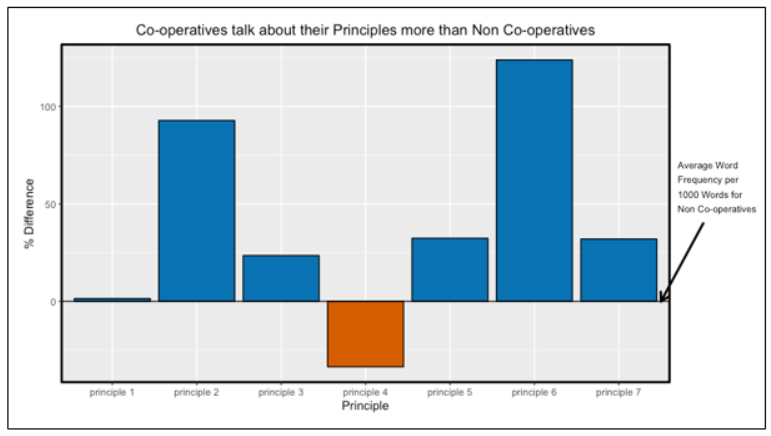 Co-operatives talk about their Principles more than Non Co-operatives
% Difference
100
50
0
principle 1 principle 2 principle 3 principle 4 principle 5 principle 6 principle 7
Principle
Average Word
Frequency per
1000 Words for
Non Co-operatives